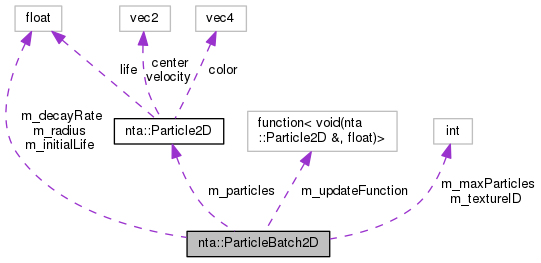 float
vec2
vec4
life
center
velocity
color
m_decayRate
m_radius
m_initialLife
nta::Particle2D
function< void(nta
::Particle2D &, float)>
int
m_particles
m_updateFunction
m_maxParticles
m_textureID
nta::ParticleBatch2D